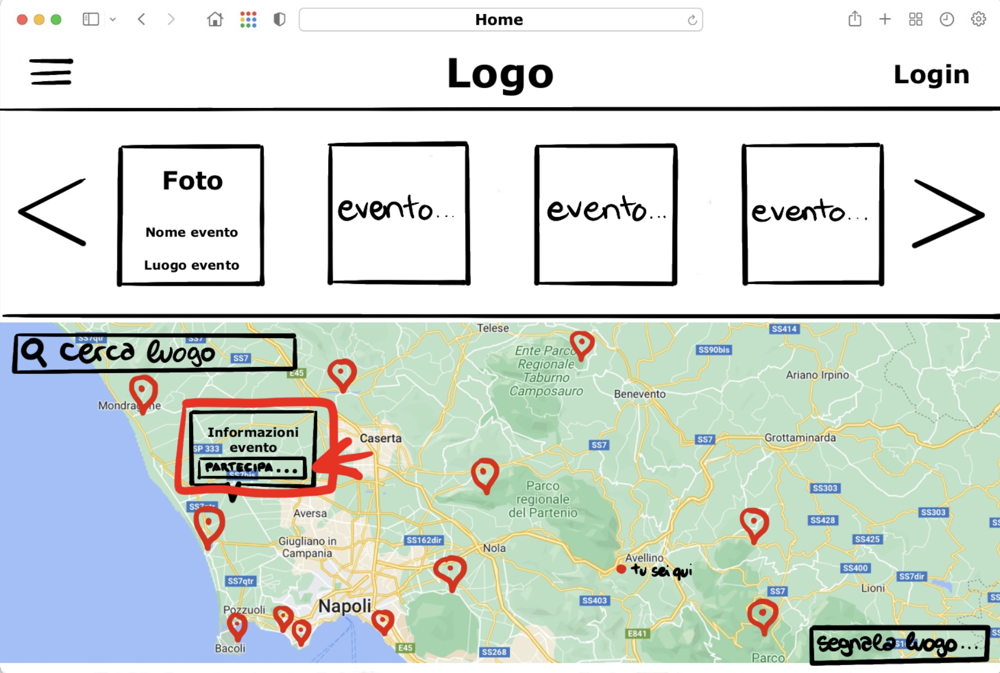 Home
Logo
Login
Foto
Nome evento
Luogo evento
evento...
evento...
evento...
cerca luogo
SS7qtr
SS7
SS7
E45
Telese
SS414
SS90bis
Ente Parco
Regionale
Taburno
Camposauro
Ariano Irpino
Benevento
Mondragone
Informazioni
evento
SP 333
PARTECIPA...
SS7bis
Caserta
SS7
SS7
Grottaminarda
Parco
regionale
del Partenio
SS303
SS7qtr
Aversa
SS303
SS428
Giugliano in
Campania
SS162dir
Nola
SS425
Avellino
tu sei qui
SS400
SS7dir
SS7qtr
Lioni
SS7
SS403
Napoli
Pozzuoli
Bacoli
E45
SS268
E841
segnala luogo...
Parco